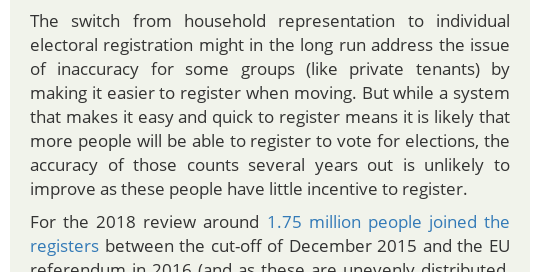 The switch from household representation to individual
electoral registration might in the long run address the issue
of inaccuracy for some groups (like private tenants) by
making it easier to register when moving. But while a system
that makes it easy and quick to register means it is likely that
more people will be able to register to vote for elections, the
accuracy of those counts several years out is unlikely to
improve as these people have little incentive to register.
For the 2018 review around 1.75 million people joined the
registers between the cut-off of December 2015 and the EU
referendum in 2016 (and as these are unevenly distributed,